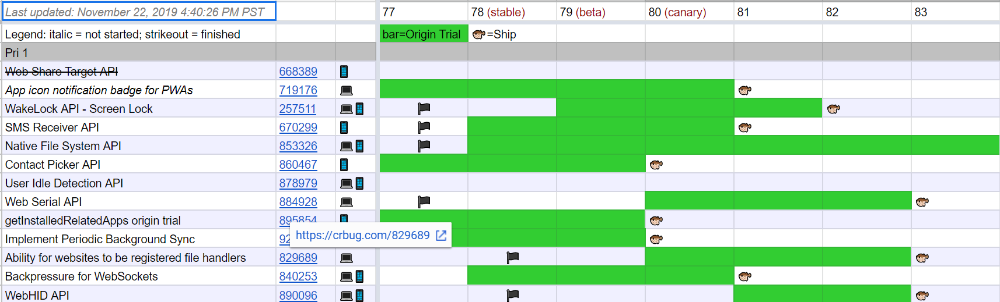 Last updated: November 22, 2019 4:40:26 PM PST 77 78 (stable) 79 (beta) 80 (canary) 81 82 83
Legend: italic = not started; strikeout = finished bar=Origin Trial =Ship
Pri 1
Web Share Target API 668389
App icon notification badge for PWAs 719176
WakeLock API - Screen Lock 257511
SMS Receiver API 670299
Native File System API 853326
Contact Picker API 860467
User Idle Detection API 878979
Web Serial API 884928
getInstalledRelatedApps origin trial 895854
Implement Periodic Background Sync
https://crbug.com/829689
Ability for websites to be registered file handlers 829689
Backpressure for WebSockets 840253
WebHID API 890096